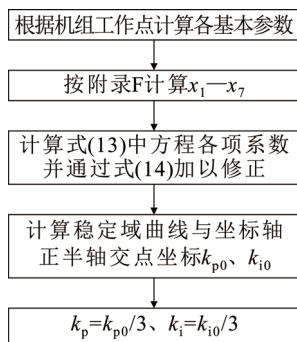 根据机组工作点计算各基本参数
按附录F计算x₁—x₇
计算式(13)中方程各项系数
并通过式(14)加以修正
计算稳定域曲线与坐标轴
正半轴交点坐标kₚ₀、kᵢ₀
kₚ=kₚ₀/3、kᵢ=kᵢ₀/3